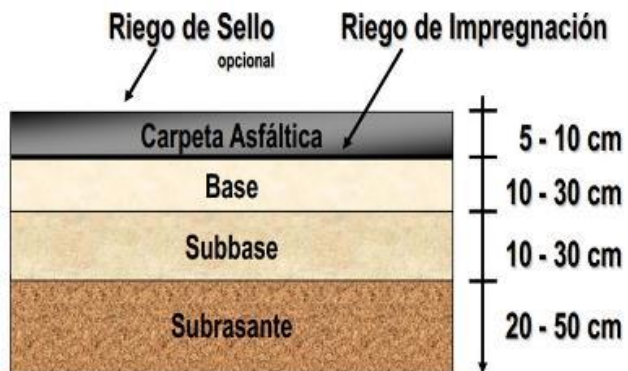 Riego de Sello
opcional
Riego de Impregnación
Carpeta Asfáltica
5 - 10 cm
Base
10 - 30 cm
Subbase
10 - 30 cm
Subrasante
20 - 50 cm